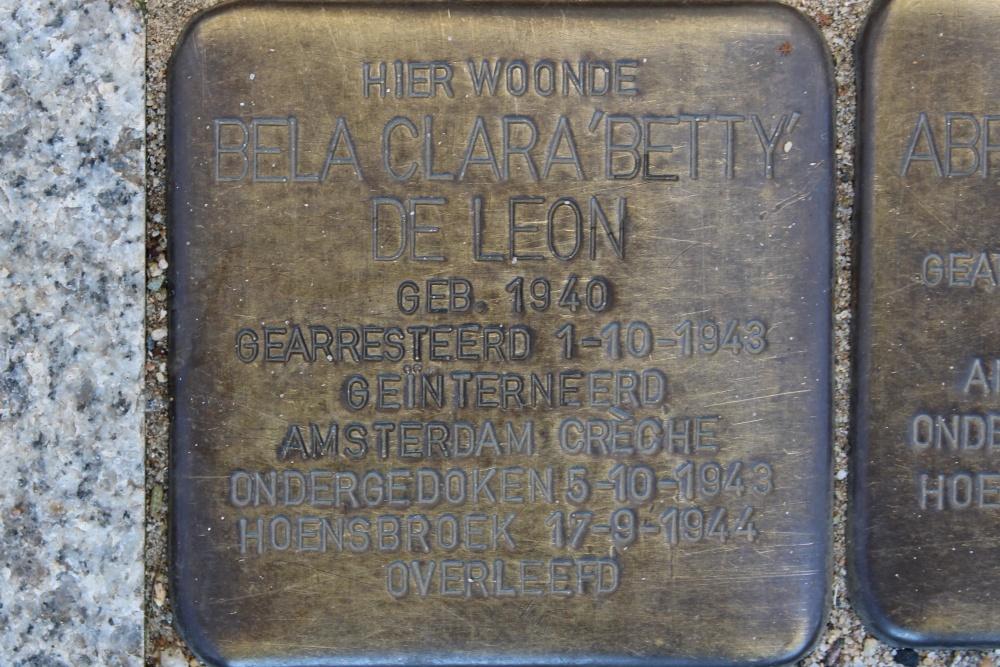 HIER WOONDE
BELA CLARA 'BETTY'
DE LEON
GEB. 1940
GEARRESTEERD 1-10-1943
GEÏNTERNEERD
AMSTERDAM CRÈCHE
ONDERGEDOKEN 5-10-1943
HOENSBROEK 17-9-1944
OVERLEEFD